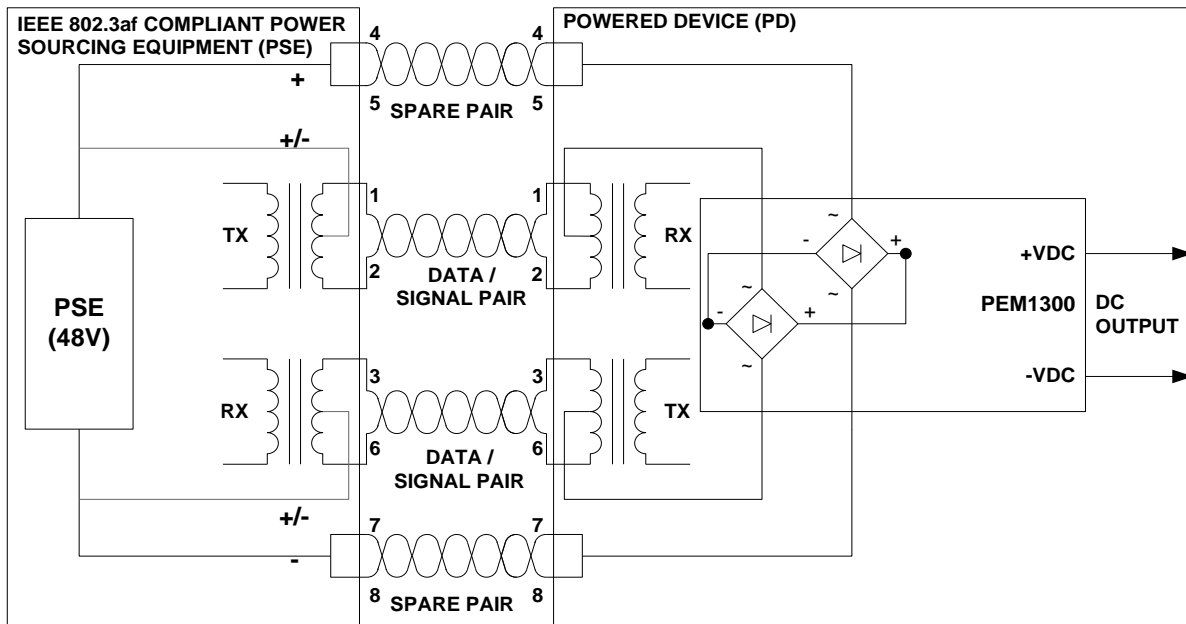 IEEE 802.3af COMPLIANT POWER
SOURCING EQUIPMENT (PSE)
POWERED DEVICE (PD)
4
4
+
5
SPARE PAIR
5
+/-
1
1
TX
RX
2
DATA /
SIGNAL PAIR
2
PSE
(48V)
~
-
+
~
~
-
+
~
+VDC
PEM1300
DC
OUTPUT
-VDC
3
3
RX
TX
6
DATA /
SIGNAL PAIR
6
+/-
7
7
-
8
SPARE PAIR
8